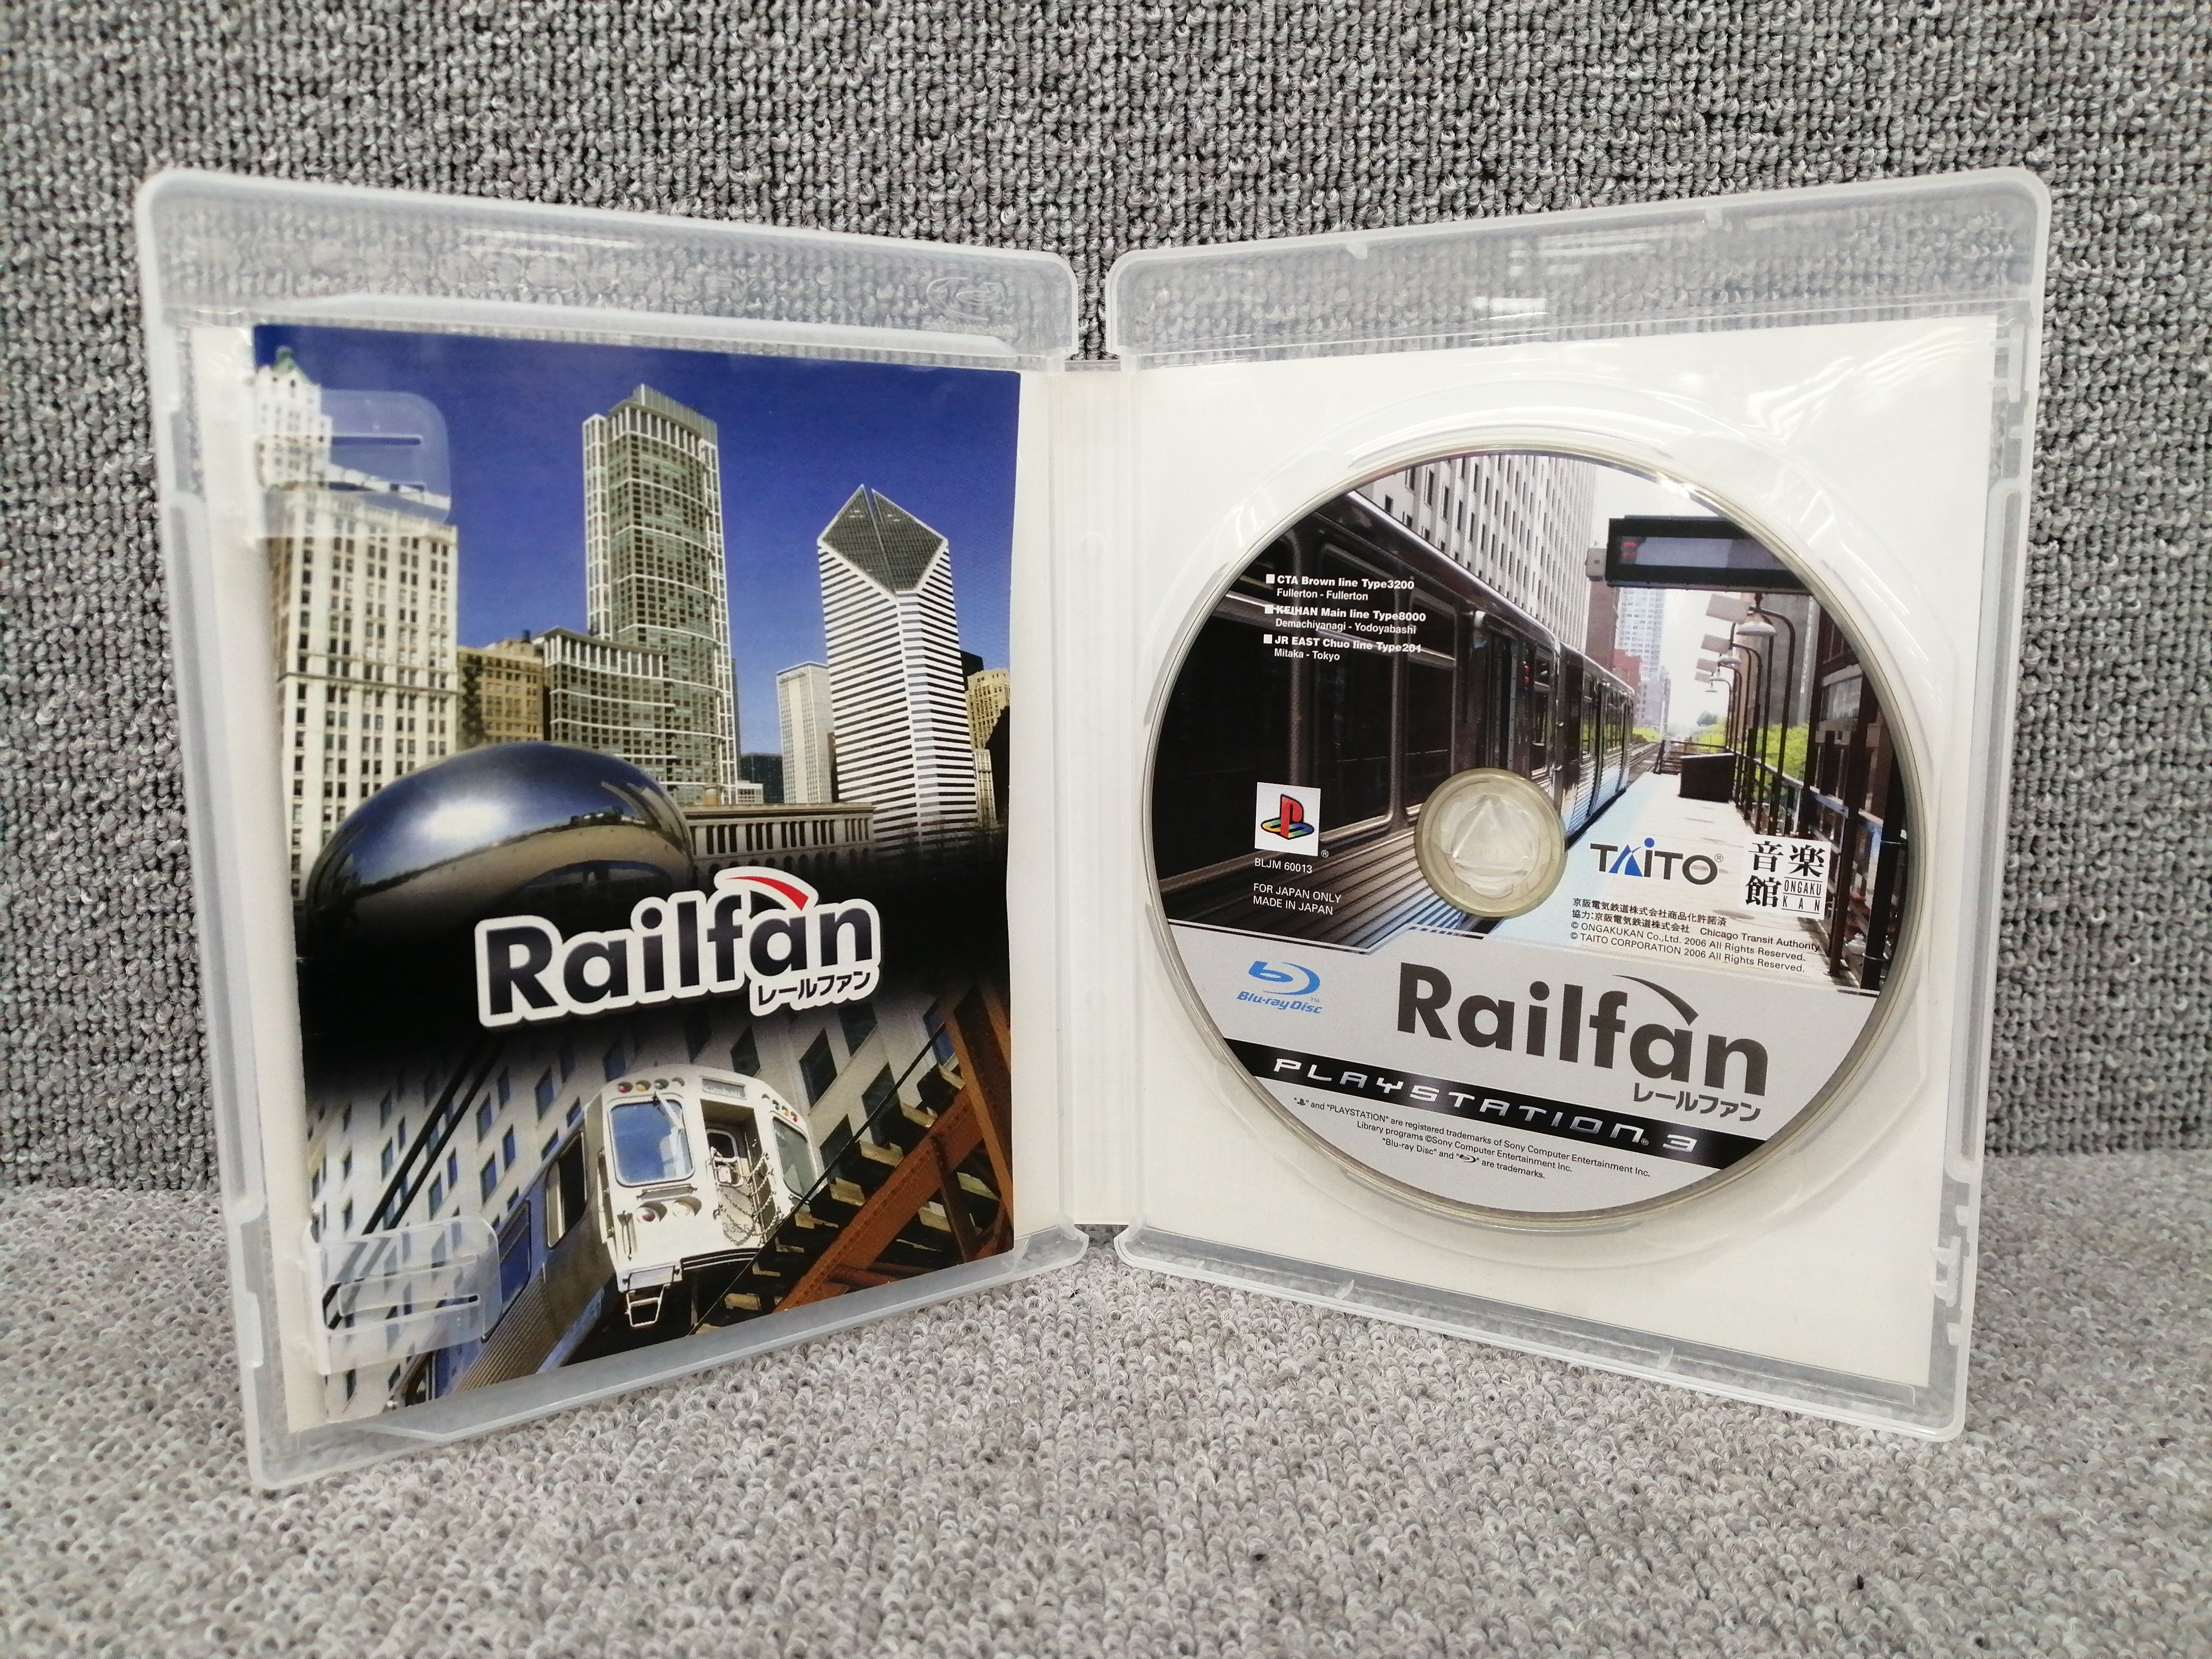 Railfan
レールファン
■CTA Brown line Type3200
Fullerton - Fullerton
■KEIHAN Main line Type8000
Demachiyanagi - Yodoyabashi
■JR EAST Chuo line Type201
Mitaka - Tokyo
BLJM 60013
FOR JAPAN ONLY
MADE IN JAPAN
TAITO®
音楽
館 ONGAKU
KAN
京阪電気鉄道株式会社商品化許諾済
協力:京阪電気鉄道株式会社 Chicago Transit Authority
© ONGAKUKAN Co.,Ltd. 2006 All Rights Reserved.
© TAITO CORPORATION 2006 All Rights Reserved.
Blu-ray Disc™
Railfan
レールファン
PLAYSTATION® 3
" " and "PLAYSTATION" are registered trademarks of Sony Computer Entertainment Inc.
Library programs ©Sony Computer Entertainment Inc.
"Blu-ray Disc" and " " are trademarks.